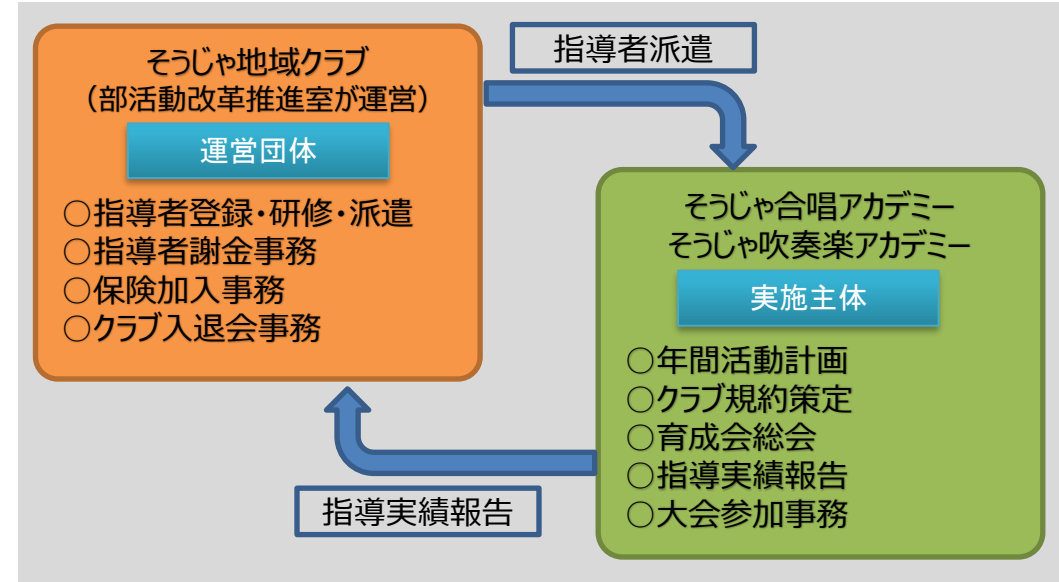 そうじゃ地域クラブ
（部活動改革推進室が運営）
運営団体
○指導者登録・研修・派遣
○指導者謝金事務
○保険加入事務
○クラブ入退会事務
指導者派遣
そうじゃ合唱アカデミー
そうじゃ吹奏楽アカデミー
実施主体
○年間活動計画
○クラブ規約策定
○育成会総会
○指導実績報告
○大会参加事務
指導実績報告